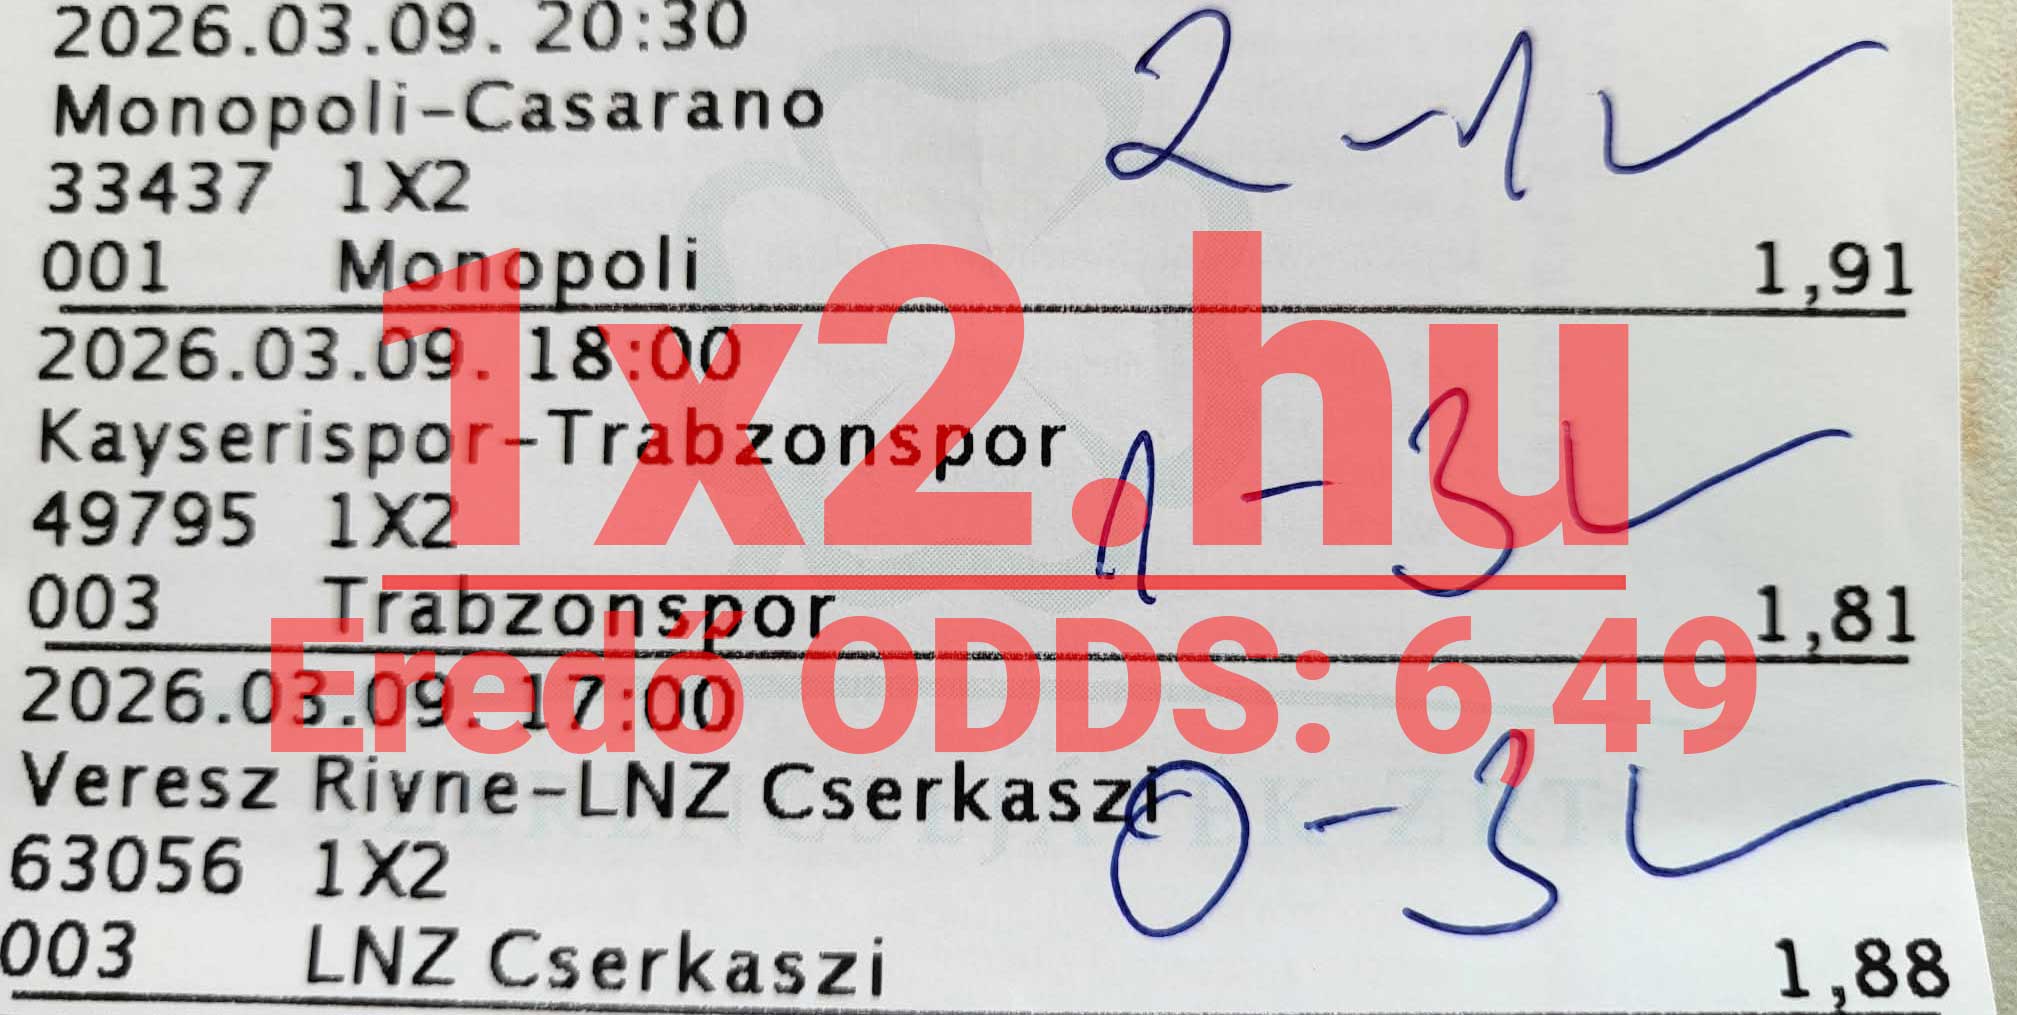 2026.03.09. 20:30
Monopoli-Casarano
2-1
33437 1X2
001 Monopoli 1,91
1x2.hu
2026.03.09. 18:00
Kayserispor-Trabzonspor
1-3
49795 1X2
003 Trabzonspor 1,81
Eredő ODDS: 6,49
2026.03.09. 17:00
Veresz Rivne-LNZ Cserkaszi
0-3
63056 1X2
003 LNZ Cserkaszi 1,88